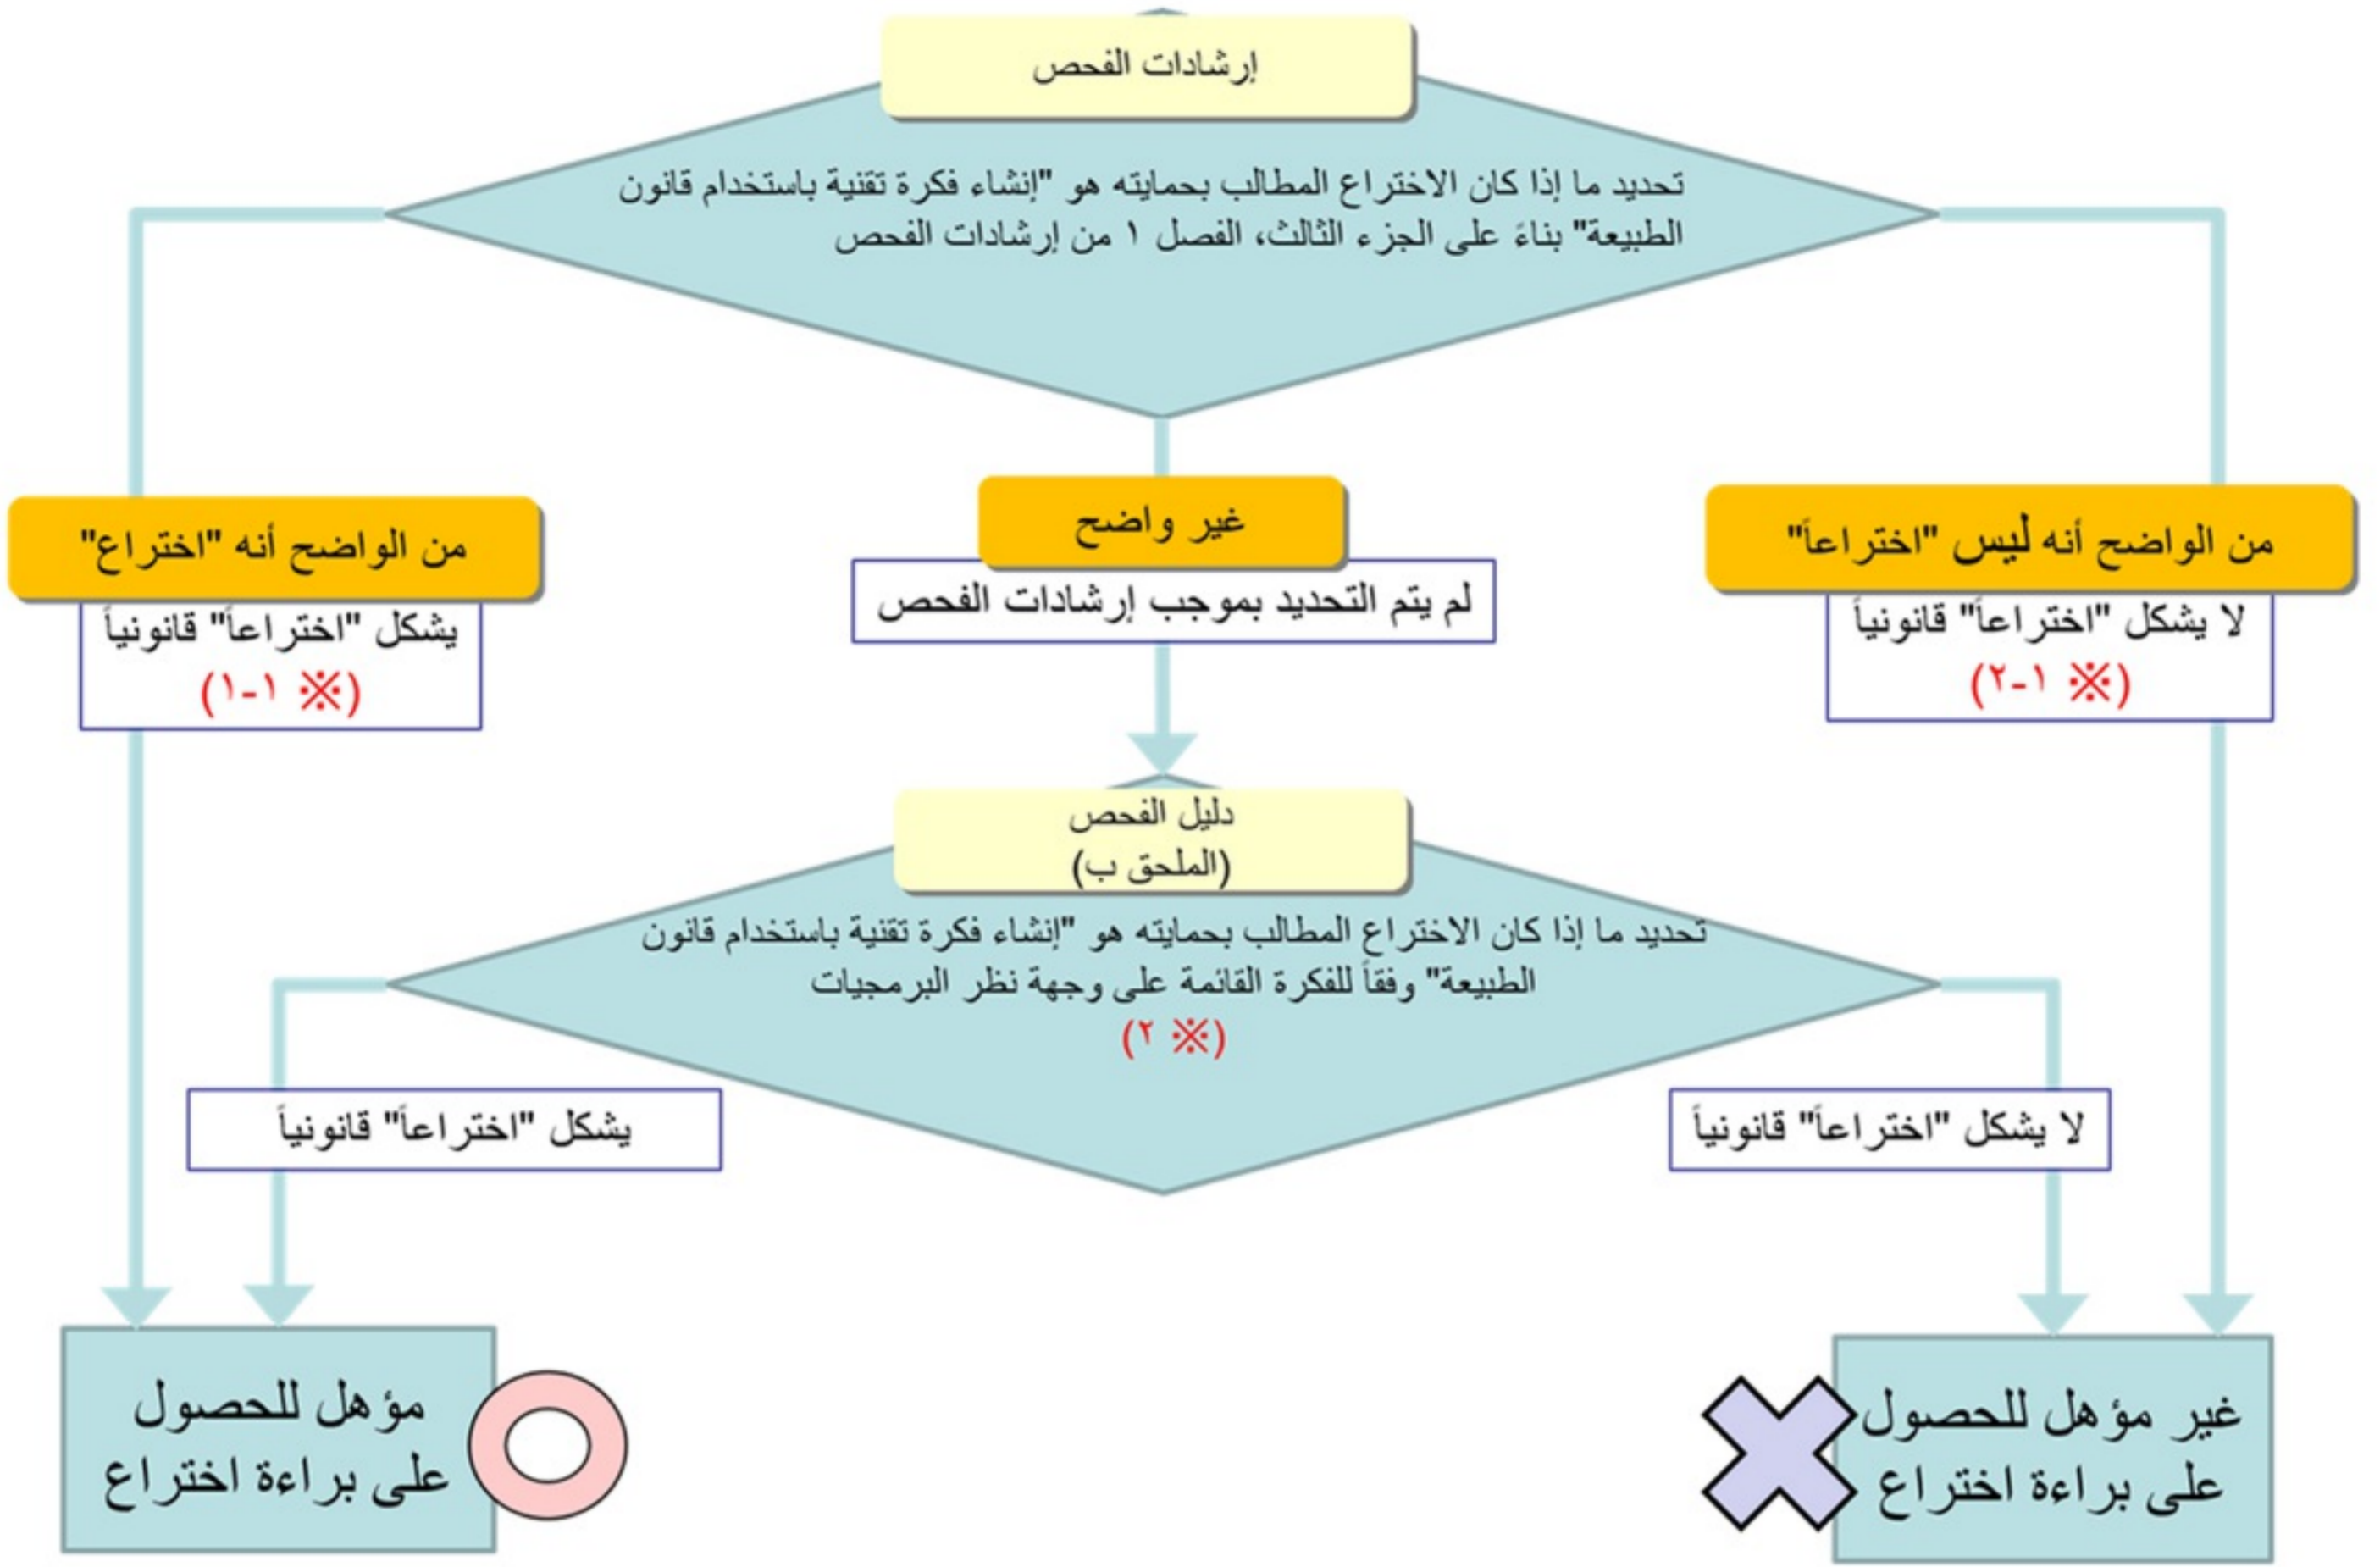 إرشادات الفحص
تحديد ما إذا كان الاختراع المطالب بحمايته هو "إنشاء فكرة تقنية باستخدام قانون
الطبيعة" بناءً على الجزء الثالث، الفصل ١ من إرشادات الفحص
من الواضح أنه ليس "اختراعاً"
لا يشكل "اختراعاً" قانونياً
(※ ١-٢)
غير واضح
لم يتم التحديد بموجب إرشادات الفحص
من الواضح أنه "اختراع"
يشكل "اختراعاً" قانونياً
(※ ١-١)
دليل الفحص
(الملحق ب)
تحديد ما إذا كان الاختراع المطالب بحمايته هو "إنشاء فكرة تقنية باستخدام قانون
الطبيعة" وفقاً للفكرة القائمة على وجهة نظر البرمجيات
(※ ٢)
لا يشكل "اختراعاً" قانونياً
يشكل "اختراعاً" قانونياً
غير مؤهل للحصول
على براءة اختراع
مؤهل للحصول
على براءة اختراع